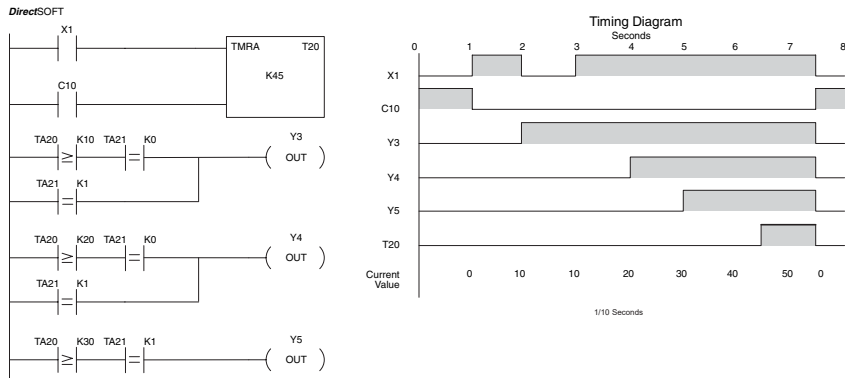 DirectSOFT
X1
TMRA T20
K45
C10
TA20 K10 TA21 K0
≥ =
Y3
OUT
TA21 K1
=
TA20 K20 TA21 K0
≥ =
Y4
OUT
TA21 K1
=
TA20 K30 TA21 K1
≥ =
Y5
OUT
Timing Diagram
Seconds
0 1 2 3 4 5 6 7 8
X1
C10
Y3
Y4
Y5
T20
Current
Value
0 10 10 20 30 40 50 0
1/10 Seconds